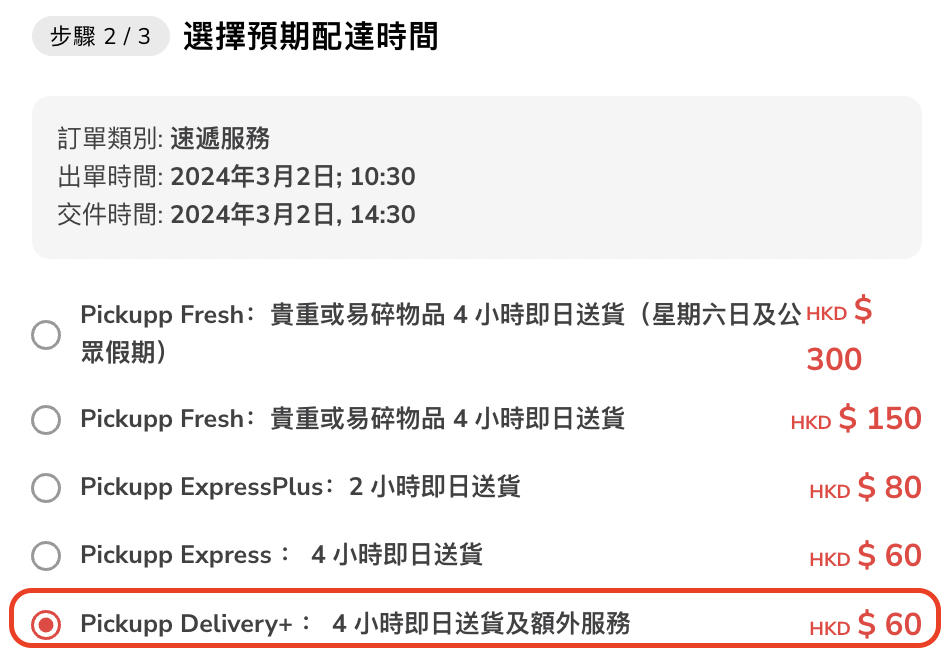 步驟 2 / 3 選擇預期配達時間
訂單類別: 速遞服務
出單時間: 2024年3月2日; 10:30
交件時間: 2024年3月2日, 14:30
Pickupp Fresh：貴重或易碎物品 4 小時即日送貨（星期六日及公 HKD $
眾假期） 300
Pickupp Fresh：貴重或易碎物品 4 小時即日送貨 HKD $ 150
Pickupp ExpressPlus：2 小時即日送貨 HKD $ 80
Pickupp Express： 4 小時即日送貨 HKD $ 60
Pickupp Delivery+： 4 小時即日送貨及額外服務 HKD $ 60